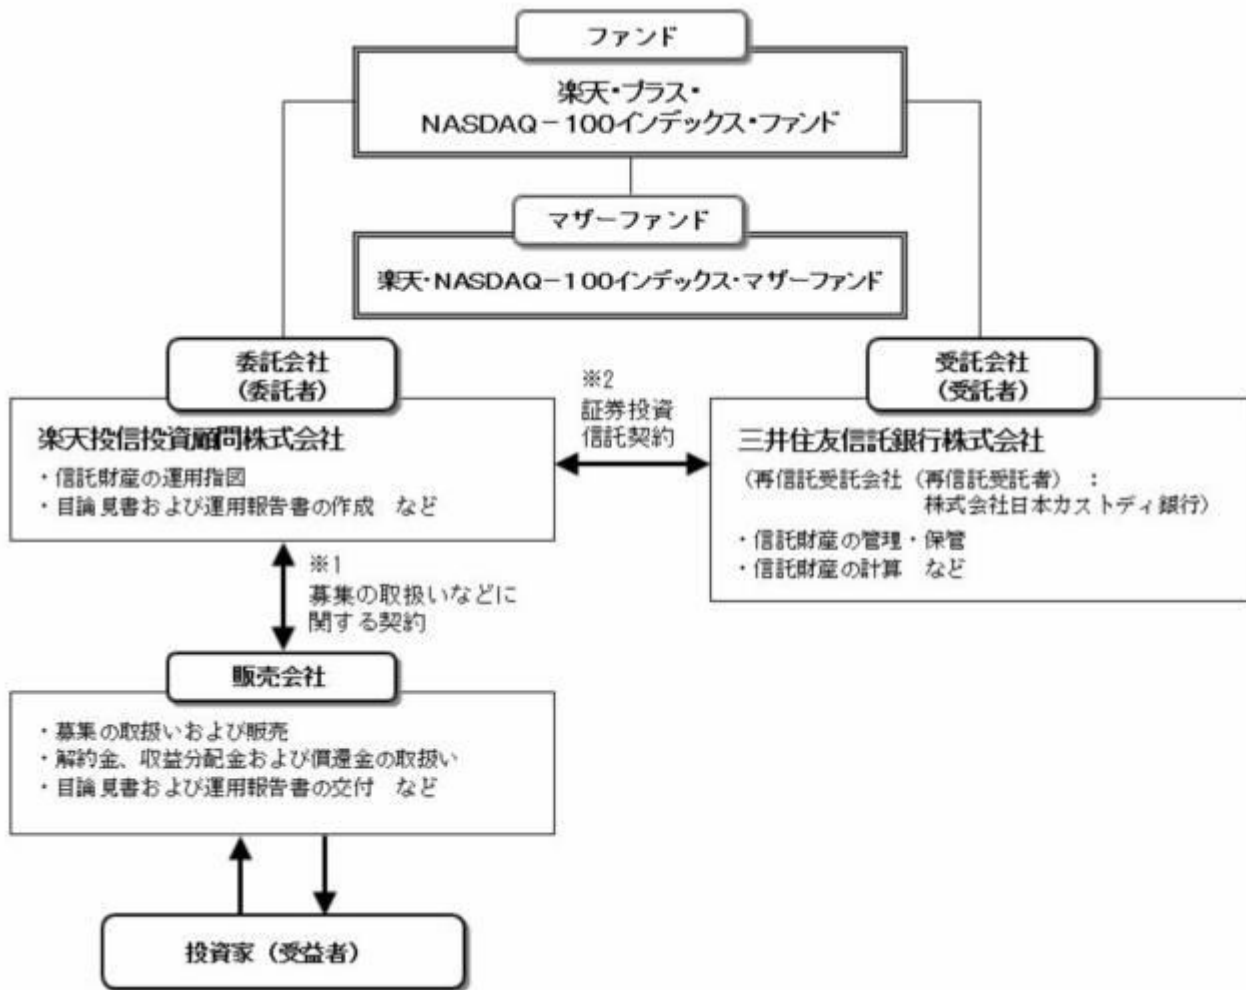 ファンド
楽天・プラス・
NASDAQ－100インデックス・ファンド
マザーファンド
楽天・NASDAQ－100インデックス・マザーファンド
委託会社
（委託者）
楽天投信投資顧問株式会社
・信託財産の運用指図
・目論見書および運用報告書の作成　など
※2
証券投資
信託契約
受託会社
（受託者）
三井住友信託銀行株式会社
（再信託受託会社（再信託受託者）：
株式会社日本カストディ銀行）
・信託財産の管理・保管
・信託財産の計算　など
※1
募集の取扱いなどに
関する契約
販売会社
・募集の取扱いおよび販売
・解約金、収益分配金および償還金の取扱い
・目論見書および運用報告書の交付　など
投資家（受益者）